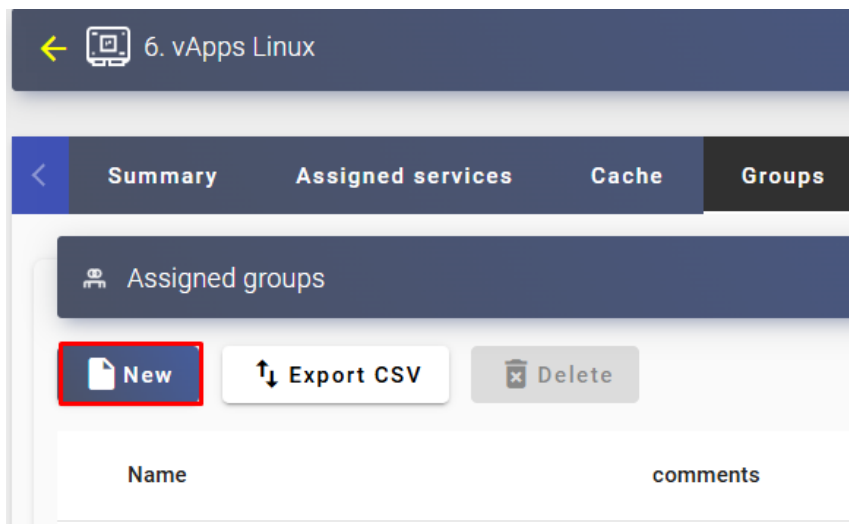 6. vApps Linux
Summary Assigned services Cache Groups
Assigned groups
New Export CSV Delete
Name comments